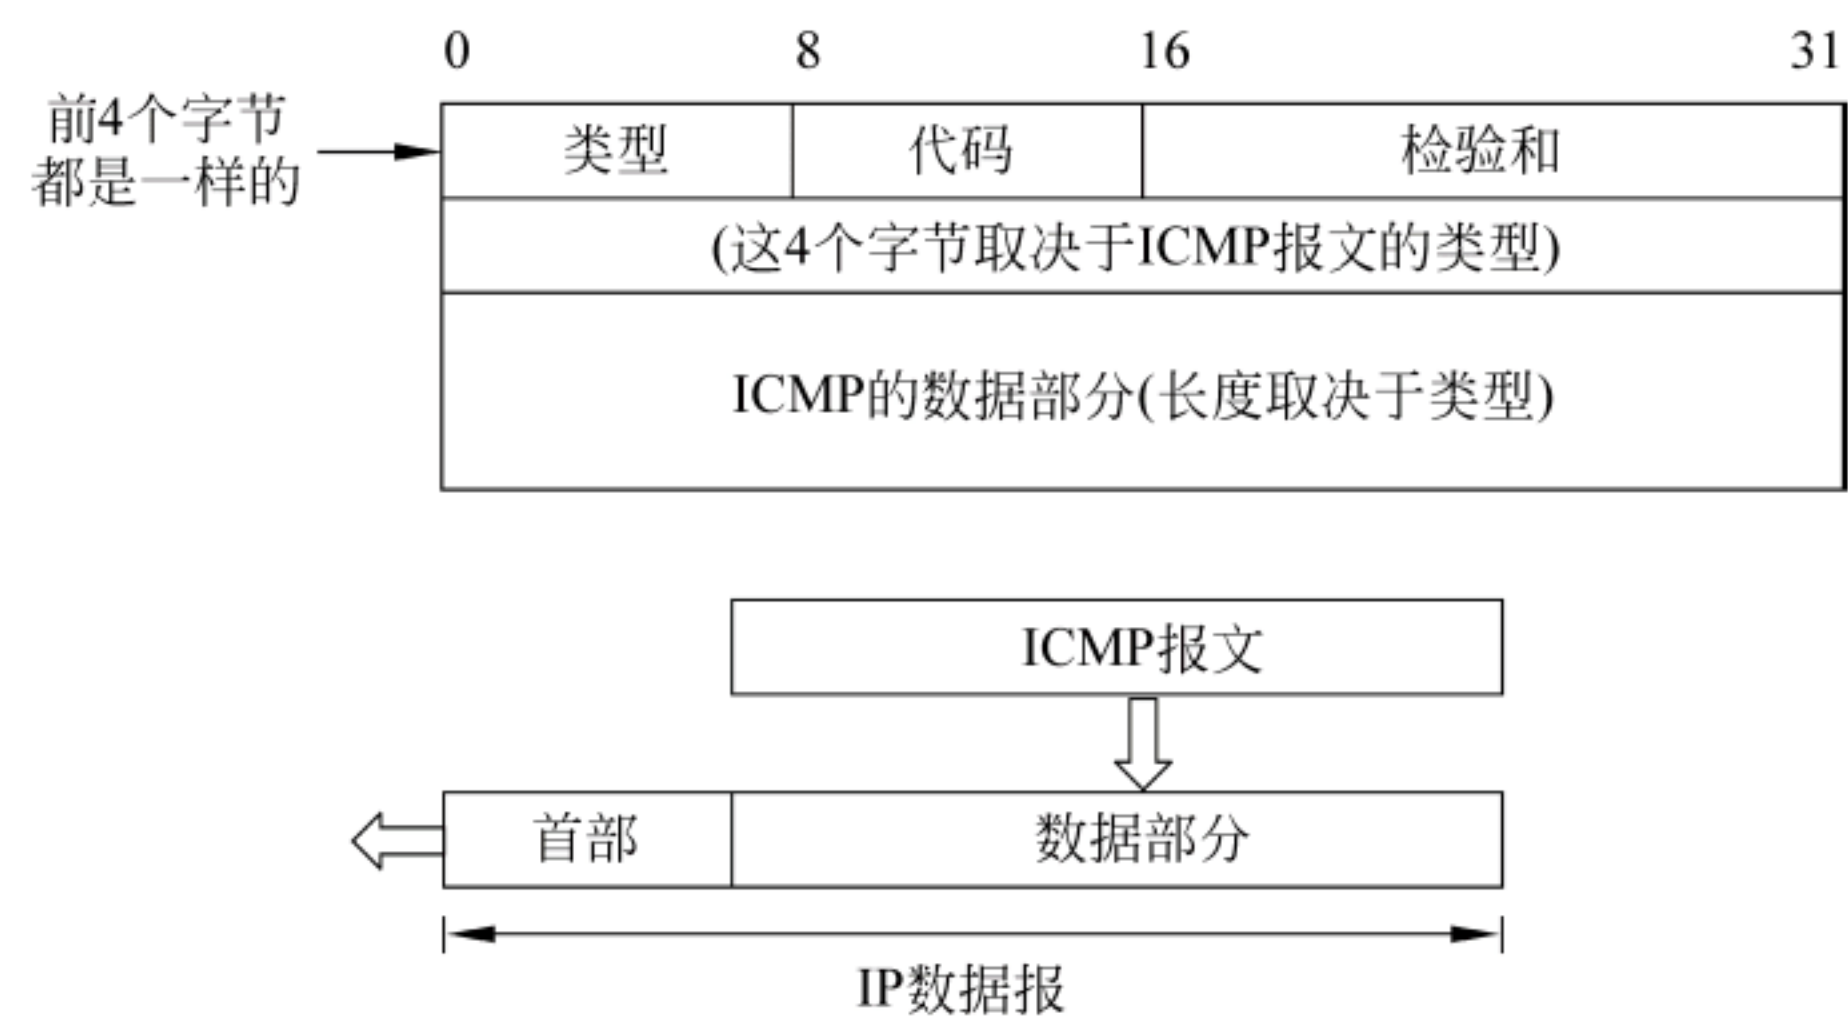 0 8 16 31
前4个字节
都是一样的
类型 代码 检验和
(这4个字节取决于ICMP报文的类型)
ICMP的数据部分(长度取决于类型)
ICMP报文
首部 数据部分
IP数据报